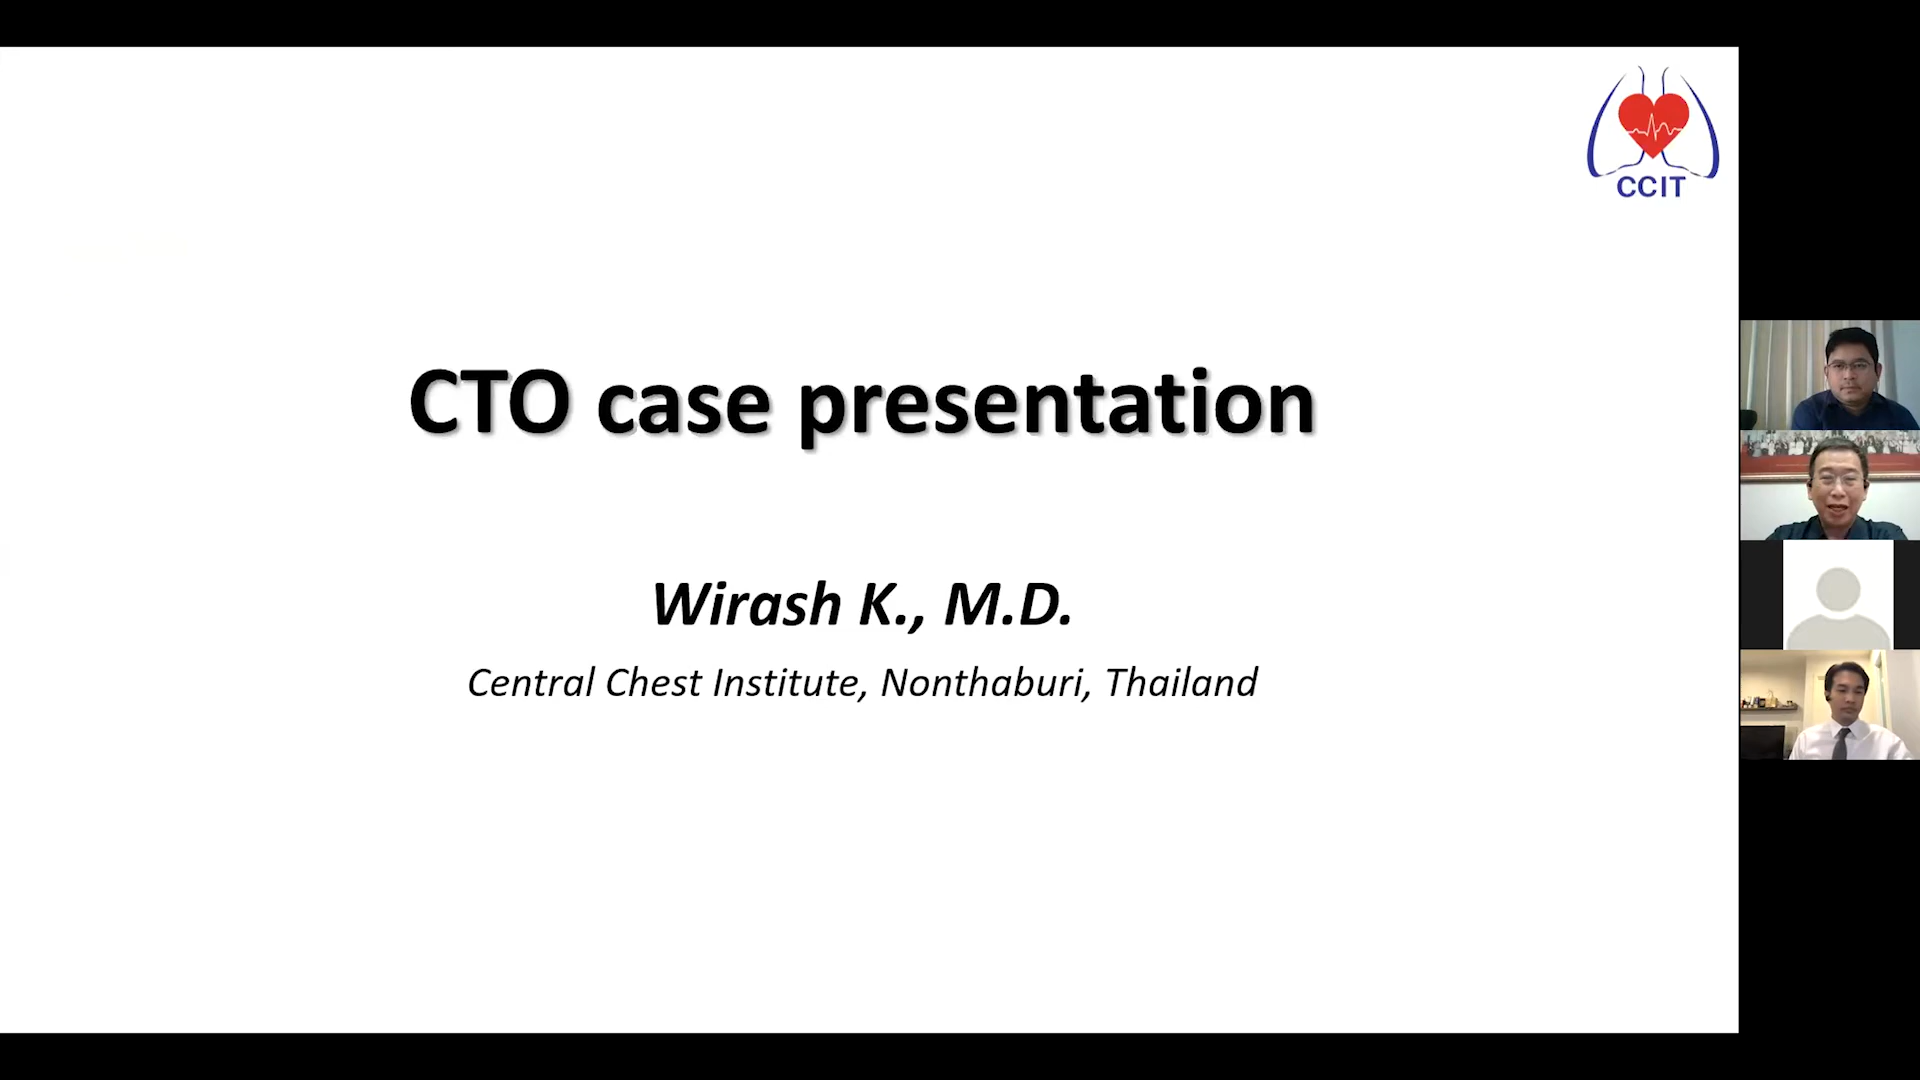 CCIT
CTO case presentation
Wirash K., M.D.
Central Chest Institute, Nonthaburi, Thailand